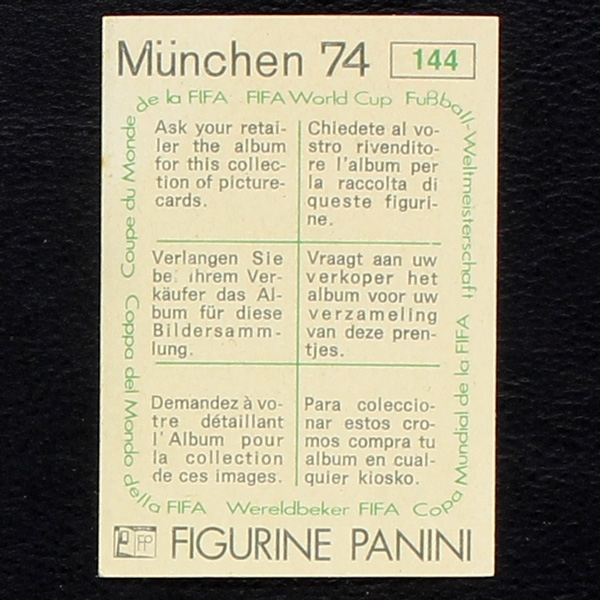 München 74
144
Coupe du Monde de la FIFA FIFA World Cup Fußball-Weltmeisterschaft
Ask your retai-
ler the album
for this collec-
tion of picture-
cards.
Chiedete al vo-
stro rivendito-
re l'album per
la raccolta di
queste figuri-
ne.
Verlangen Sie
bei Ihrem Ver-
käufer das Al-
bum für diese
Bildersamm-
lung.
Vraagt aan uw
verkoper het
album voor uw
verzameling
van deze pren-
tjes.
Demandez à vo-
tre détaillant
l'Album pour
la collection
de ces images.
Para coleccio-
nar estos cro-
mos compra tu
album en cual-
quier kiosko.
Coppa del Mondo della FIFA Wereldbeker FIFA Copa Mundial de la FIFA
FP
FIGURINE PANINI